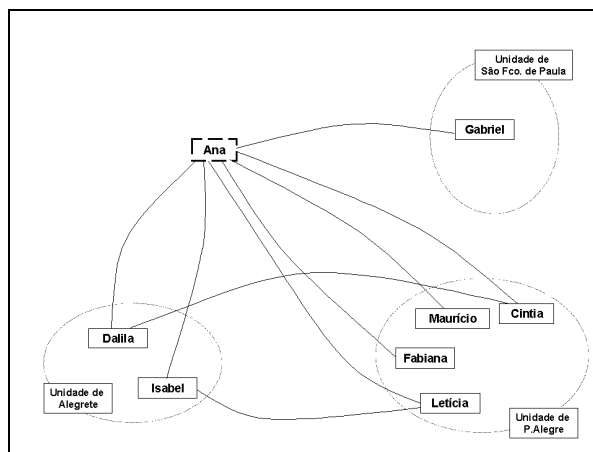 Unidade de
São Fco. de Paula
Gabriel
Ana
Maurício
Cintia
Dalila
Fabiana
Isabel
Letícia
Unidade de
Alegrete
Unidade de
P.Alegre